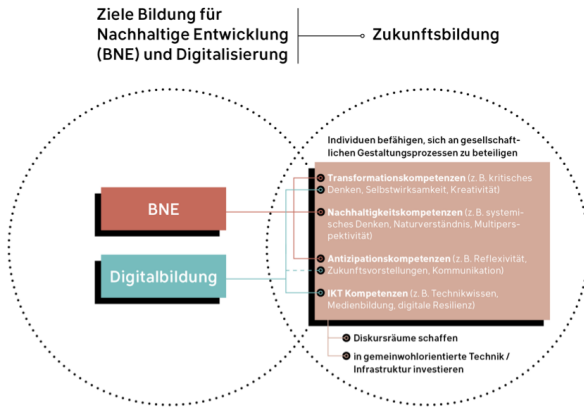 Ziele Bildung für
Nachhaltige Entwicklung
(BNE) und Digitalisierung
Zukunftsbildung
Individuen befähigen, sich an gesellschaft-
lichen Gestaltungsprozessen zu beteiligen
BNE
Digitalbildung
Transformationskompetenzen (z. B. kritisches
Denken, Selbstwirksamkeit, Kreativität)
Nachhaltigkeitskompetenzen (z. B. systemi-
sches Denken, Naturverständnis, Multipers-
pektivität)
Antizipationskompetenzen (z. B. Reflexivität,
Zukunftsvorstellungen, Kommunikation)
IKT Kompetenzen (z. B. Technikwissen,
Medienbildung, digitale Resilienz)
Diskursräume schaffen
in gemeinwohlorientierte Technik /
Infrastruktur investieren